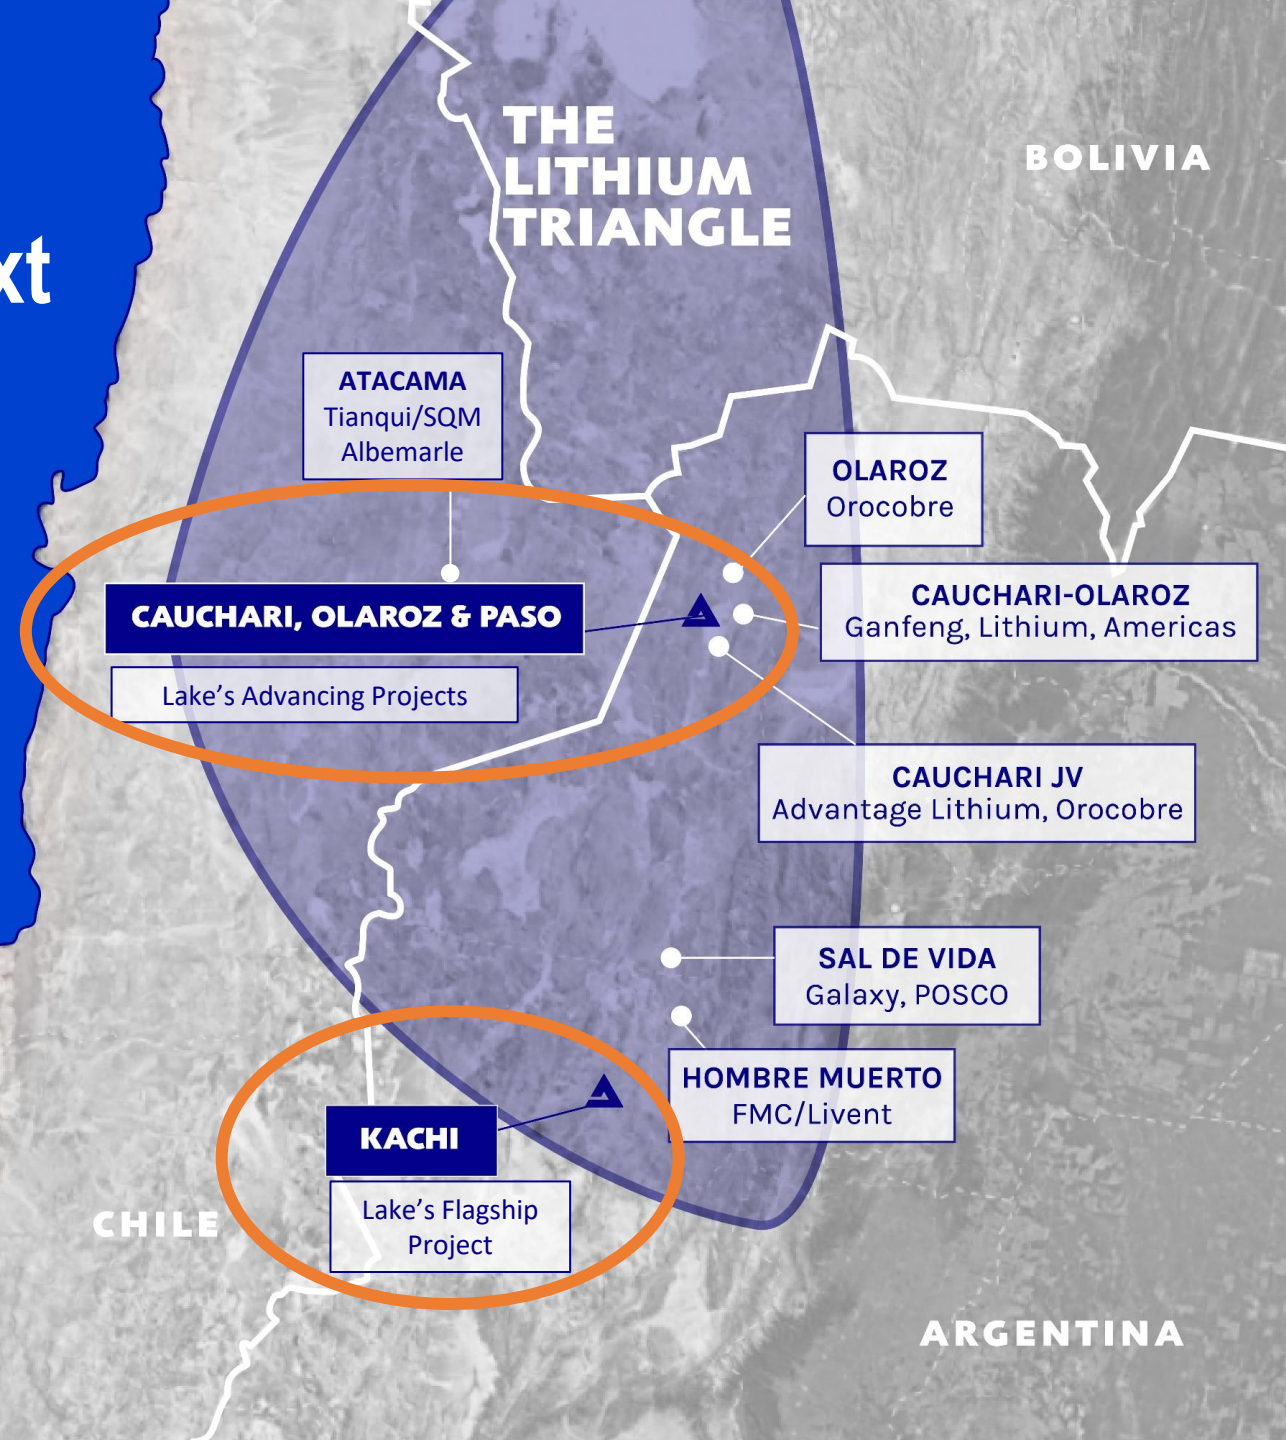 THE
LITHIUM
TRIANGLE
BOLIVIA
xt
ATACAMA
Tianqui/SQM
Albemarle
OLAROZ
Orocobre
CAUCHARI-OLAROZ
Ganfeng, Lithium, Americas
CAUCHARI, OLAROZ & PASO
Lake’s Advancing Projects
CAUCHARI JV
Advantage Lithium, Orocobre
SAL DE VIDA
Galaxy, POSCO
HOMBRE MUERTO
FMC/Livent
KACHI
Lake’s Flagship
Project
CHILE
ARGENTINA